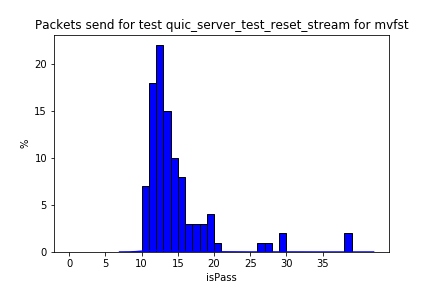 Packets send for test quic_server_test_reset_stream for mvfst
20
15
10
5
0
%
0 5 10 15 20 25 30 35
isPass